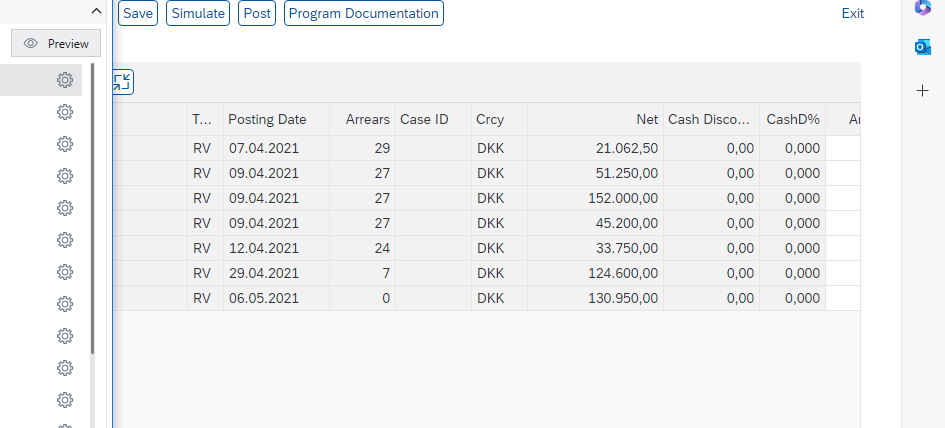 Save Simulate Post Program Documentation Exit
Preview
T... Posting Date Arrears Case ID Crcy Net Cash Disco... CashD%
RV 07.04.2021 29 DKK 21.062,50 0,00 0,000
RV 09.04.2021 27 DKK 51.250,00 0,00 0,000
RV 09.04.2021 27 DKK 152.000,00 0,00 0,000
RV 09.04.2021 27 DKK 45.200,00 0,00 0,000
RV 12.04.2021 24 DKK 33.750,00 0,00 0,000
RV 29.04.2021 7 DKK 124.600,00 0,00 0,000
RV 06.05.2021 0 DKK 130.950,00 0,00 0,000